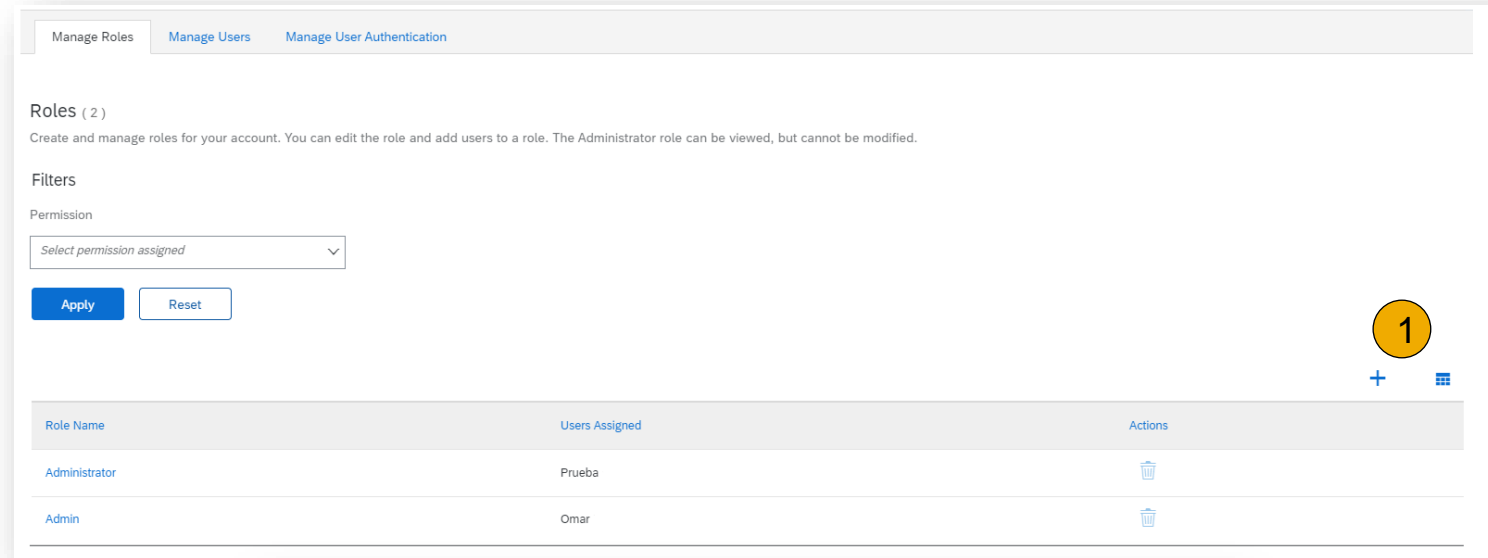 Manage Roles Manage Users Manage User Authentication
Roles ( 2 )
Create and manage roles for your account. You can edit the role and add users to a role. The Administrator role can be viewed, but cannot be modified.
Filters
Permission
Select permission assigned
Apply Reset
1
Role Name Users Assigned Actions
Administrator Prueba
Admin Omar